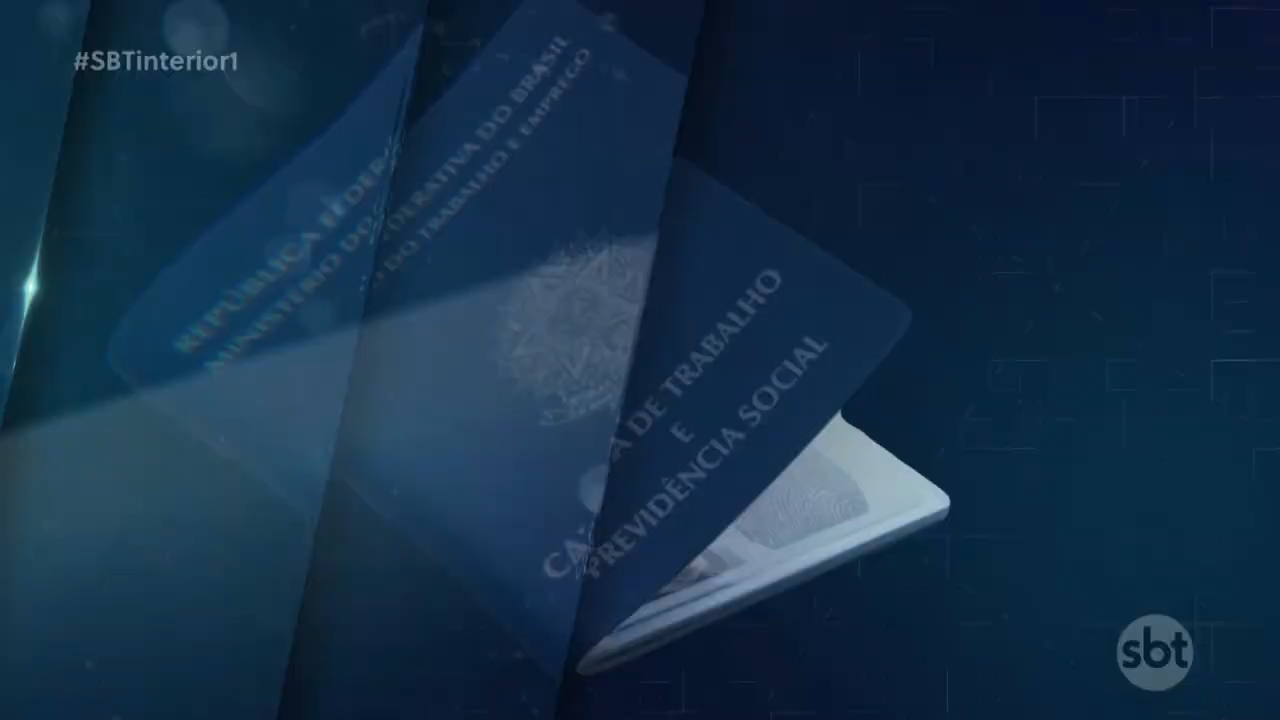 #SBTinterior1
REPÚBLICA FEDERATIVA DO BRASIL
MINISTÉRIO DO TRABALHO E EMPREGO
DE TRABALHO
E
PREVIDÊNCIA SOCIAL
sbt